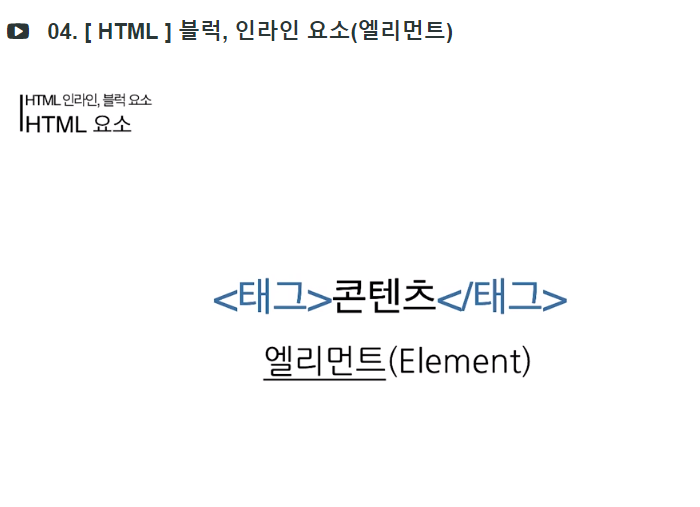 04. [ HTML ] 블럭, 인라인 요소(엘리먼트)
HTML 인라인, 블럭 요소
HTML 요소
<태그>콘텐츠</태그>
엘리먼트(Element)